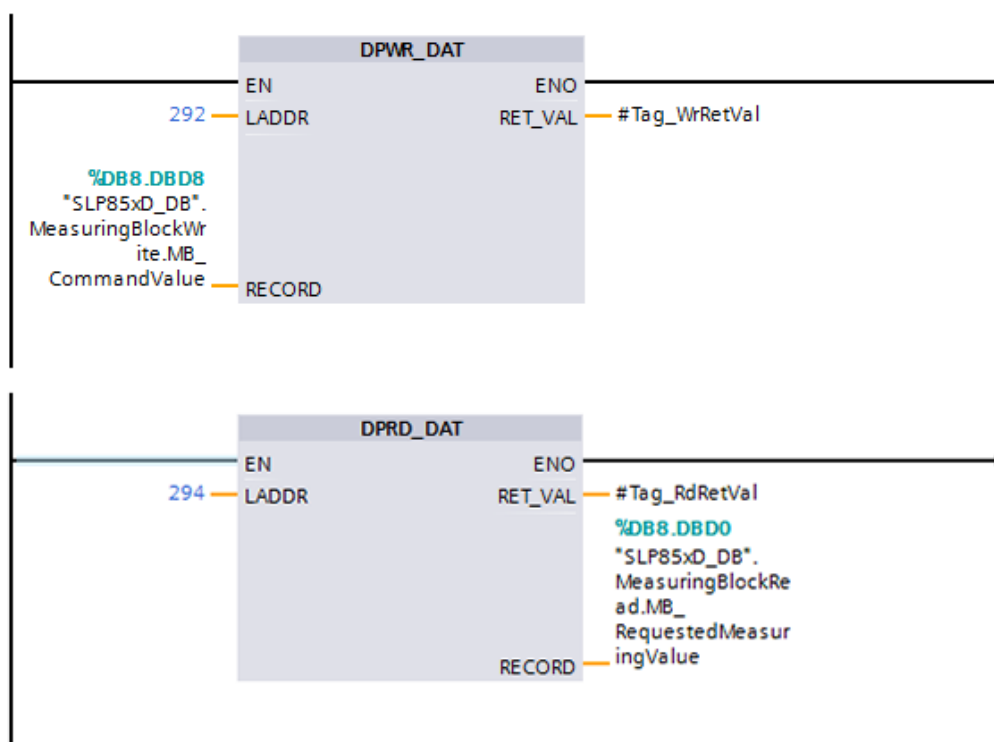 DPWR_DAT
EN ENO
292 LADDR RET_VAL #Tag_WrRetVal
%DB8.DBD8
"SLP85xD_DB".
MeasuringBlockWr
ite.MB_
CommandValue RECORD
DPRD_DAT
EN ENO
294 LADDR RET_VAL #Tag_RdRetVal
%DB8.DBD0
"SLP85xD_DB".
MeasuringBlockRe
ad.MB_
RequestedMeasur
RECORD ingValue